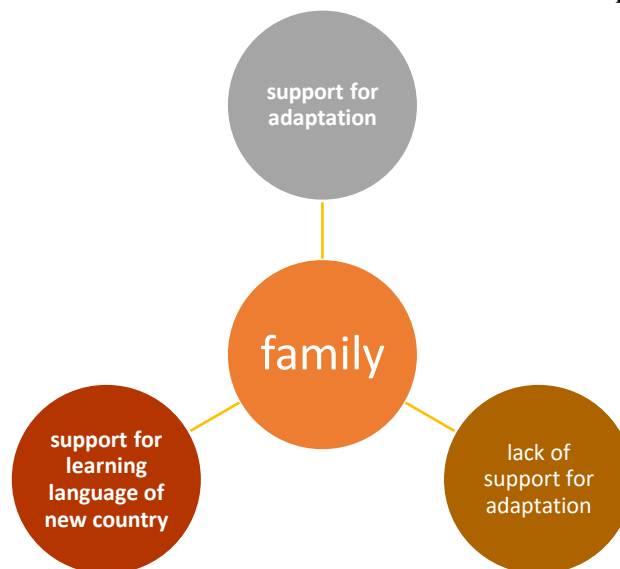 support for
adaptation
family
support for
learning
language of
new country
lack of
support for
adaptation